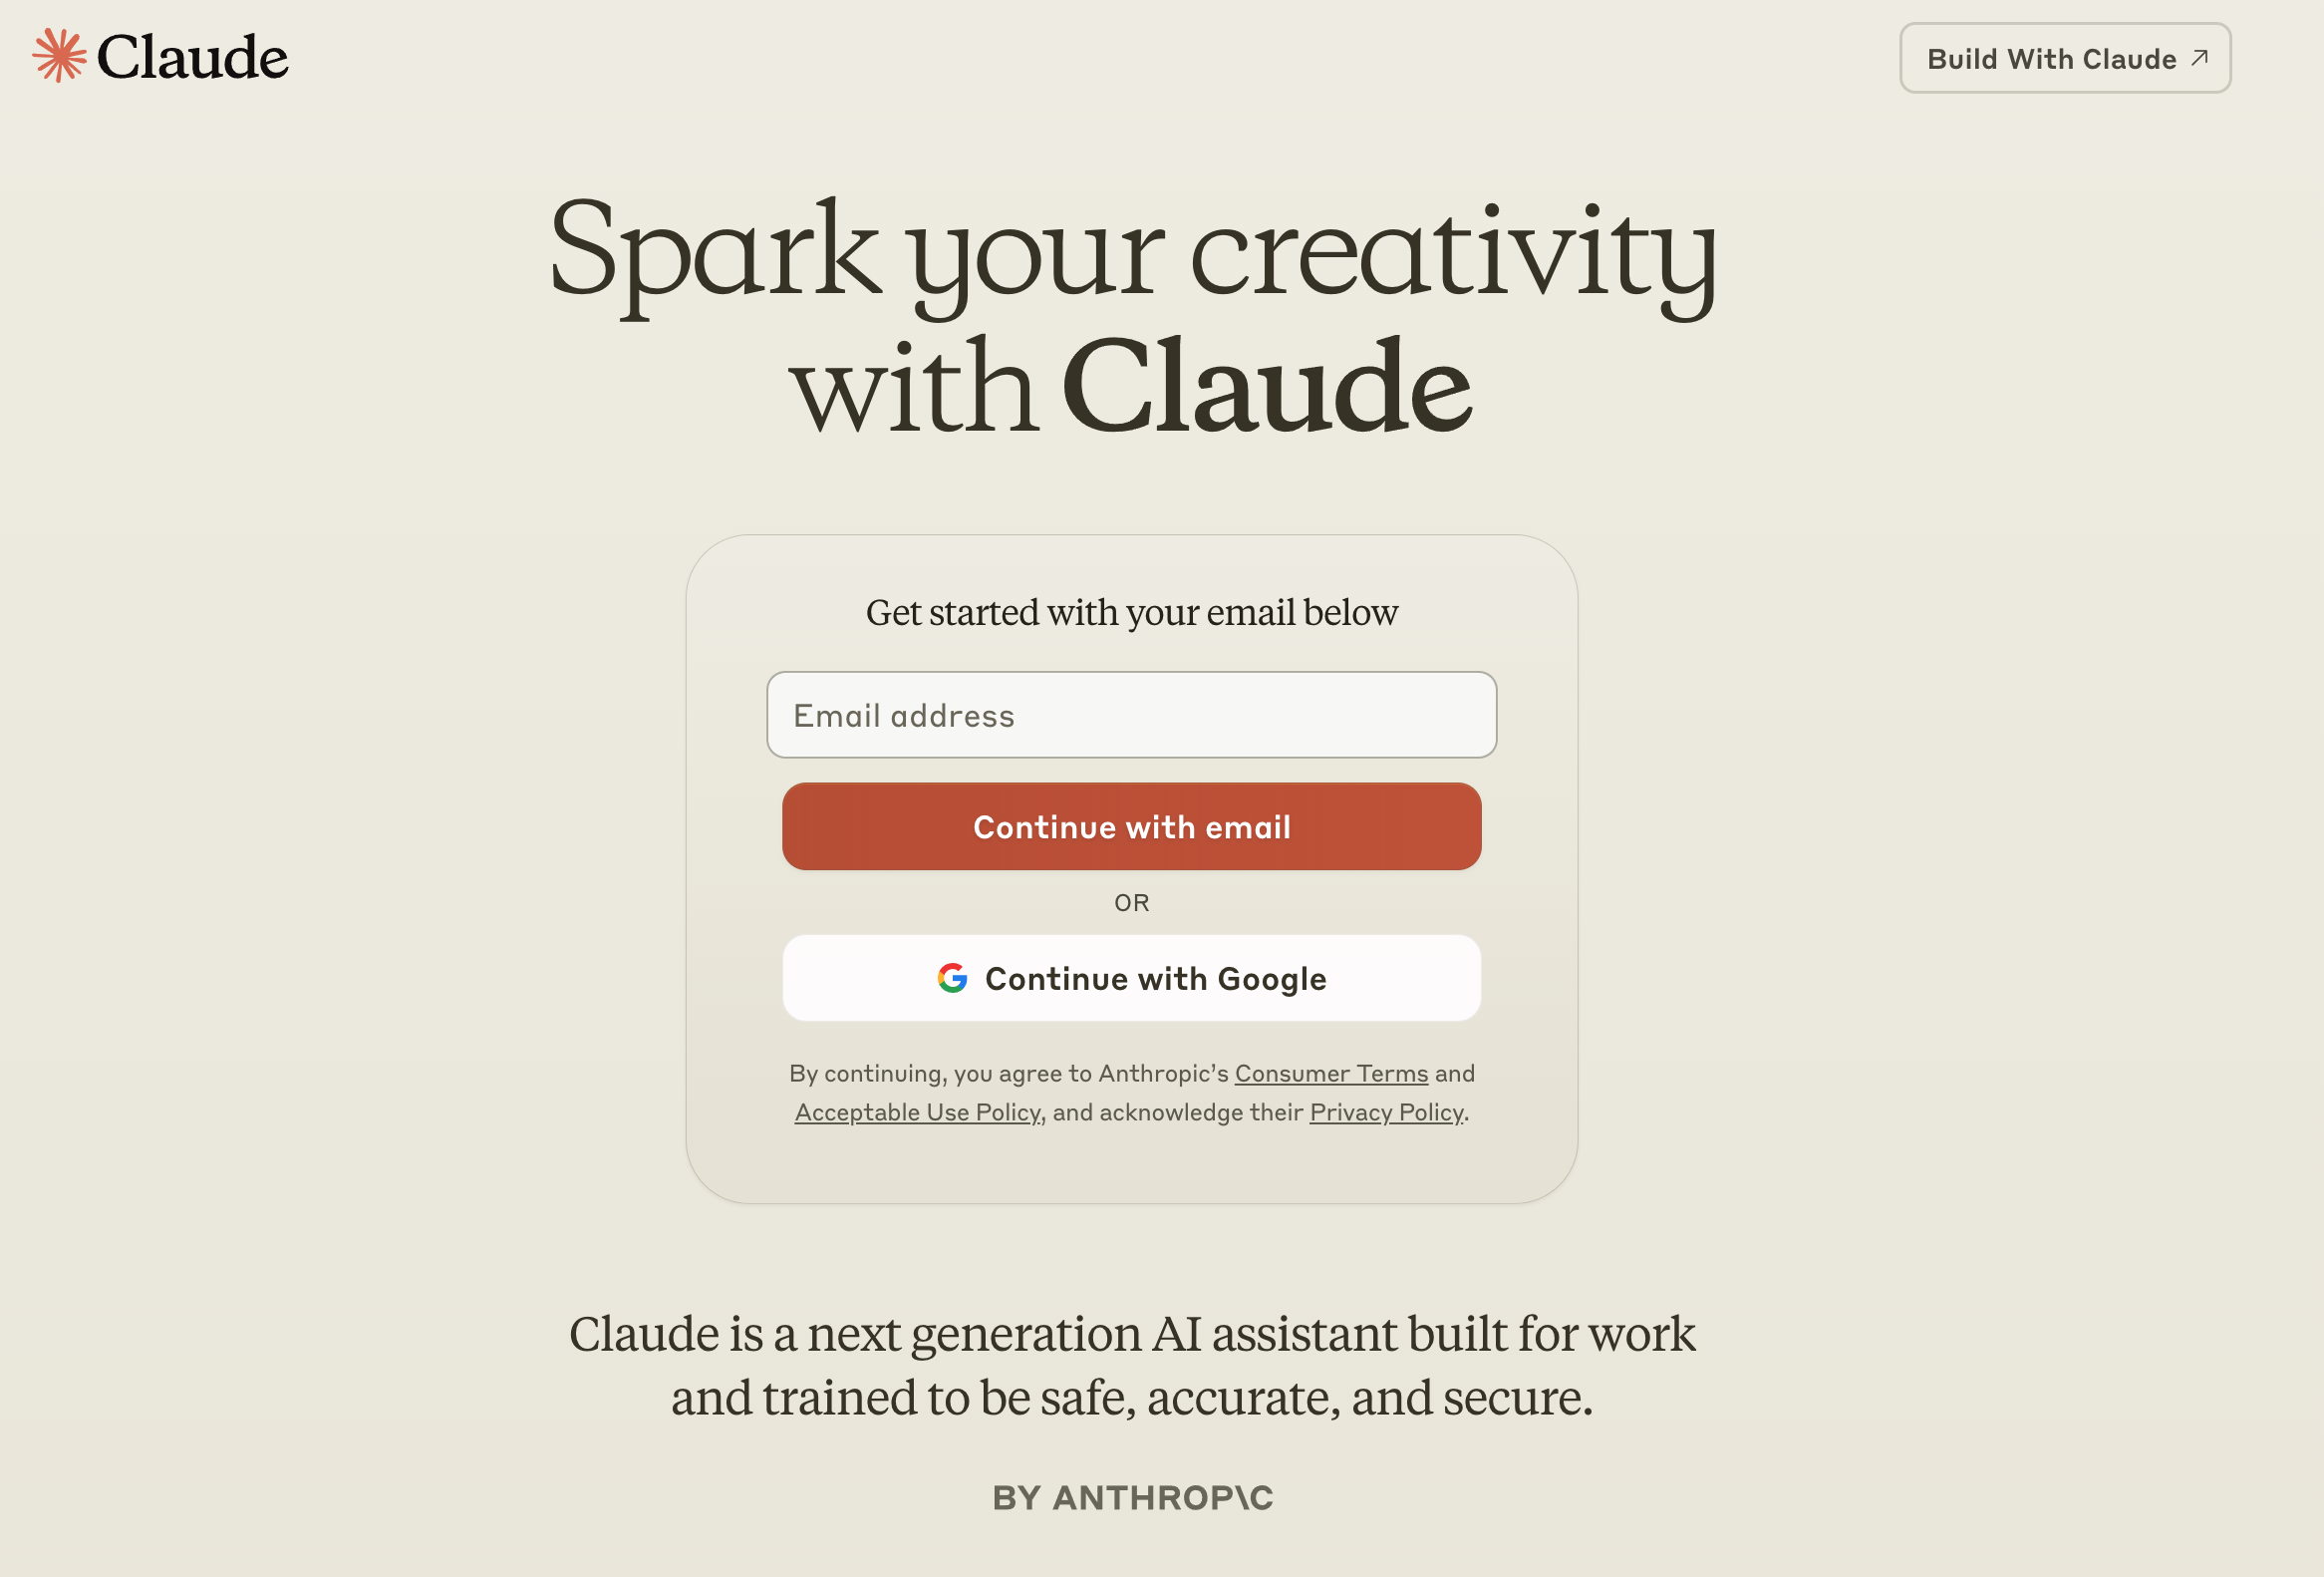 Claude
Build With Claude
Spark your creativity
with Claude
Get started with your email below
Email address
Continue with email
OR
Continue with Google
By continuing, you agree to Anthropic’s Consumer Terms and
Acceptable Use Policy, and acknowledge their Privacy Policy.
Claude is a next generation AI assistant built for work
and trained to be safe, accurate, and secure.
BY ANTHROP\C